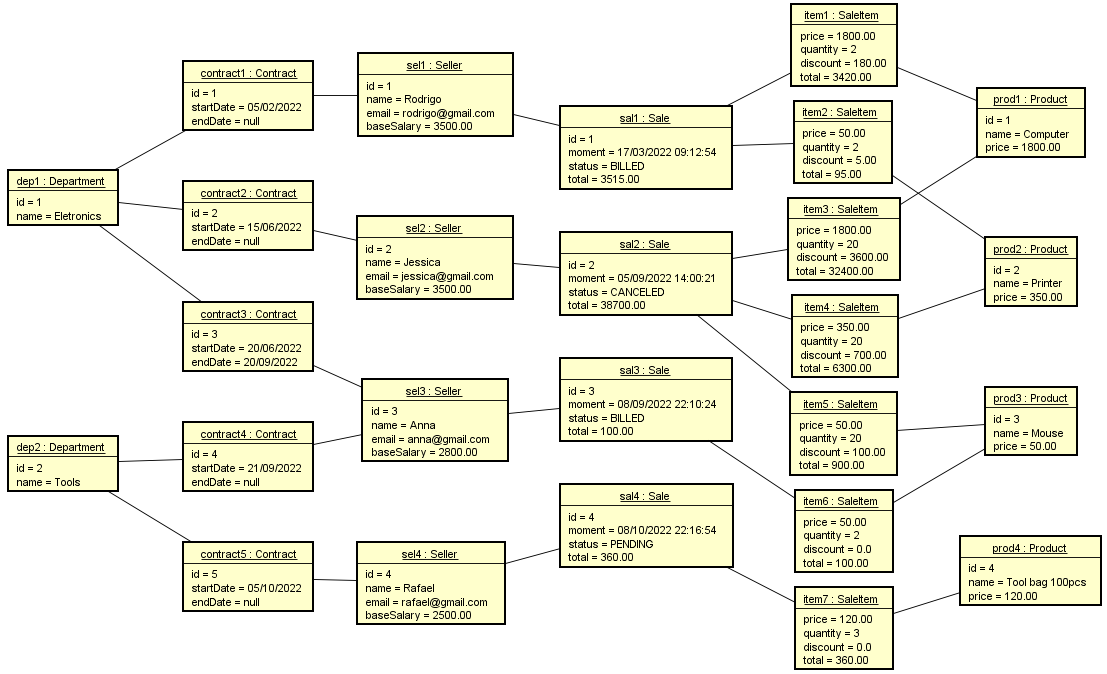 dep1 : Department
id = 1
name = Eletronics
dep2 : Department
id = 2
name = Tools
contract1 : Contract
id = 1
startDate = 05/02/2022
endDate = null
contract2 : Contract
id = 2
startDate = 15/06/2022
endDate = null
contract3 : Contract
id = 3
startDate = 20/06/2022
endDate = 20/09/2022
contract4 : Contract
id = 4
startDate = 21/09/2022
endDate = null
contract5 : Contract
id = 5
startDate = 05/10/2022
endDate = null
sel1 : Seller
id = 1
name = Rodrigo
email = rodrigo@gmail.com
baseSalary = 3500.00
sel2 : Seller
id = 2
name = Jessica
email = jessica@gmail.com
baseSalary = 3500.00
sel3 : Seller
id = 3
name = Anna
email = anna@gmail.com
baseSalary = 2800.00
sel4 : Seller
id = 4
name = Rafael
email = rafael@gmail.com
baseSalary = 2500.00
sal1 : Sale
id = 1
moment = 17/03/2022 09:12:54
status = BILLED
total = 3515.00
sal2 : Sale
id = 2
moment = 05/09/2022 14:00:21
status = CANCELED
total = 38700.00
sal3 : Sale
id = 3
moment = 08/09/2022 22:10:24
status = BILLED
total = 100.00
sal4 : Sale
id = 4
moment = 08/10/2022 22:16:54
status = PENDING
total = 360.00
item1 : SaleItem
price = 1800.00
quantity = 2
discount = 180.00
total = 3420.00
item2 : SaleItem
price = 50.00
quantity = 2
discount = 5.00
total = 95.00
item3 : SaleItem
price = 1800.00
quantity = 20
discount = 3600.00
total = 32400.00
item4 : SaleItem
price = 350.00
quantity = 20
discount = 700.00
total = 6300.00
item5 : SaleItem
price = 50.00
quantity = 20
discount = 100.00
total = 900.00
item6 : SaleItem
price = 50.00
quantity = 2
discount = 0.0
total = 100.00
item7 : SaleItem
price = 120.00
quantity = 3
discount = 0.0
total = 360.00
prod1 : Product
id = 1
name = Computer
price = 1800.00
prod2 : Product
id = 2
name = Printer
price = 350.00
prod3 : Product
id = 3
name = Mouse
price = 50.00
prod4 : Product
id = 4
name = Tool bag 100pcs
price = 120.00